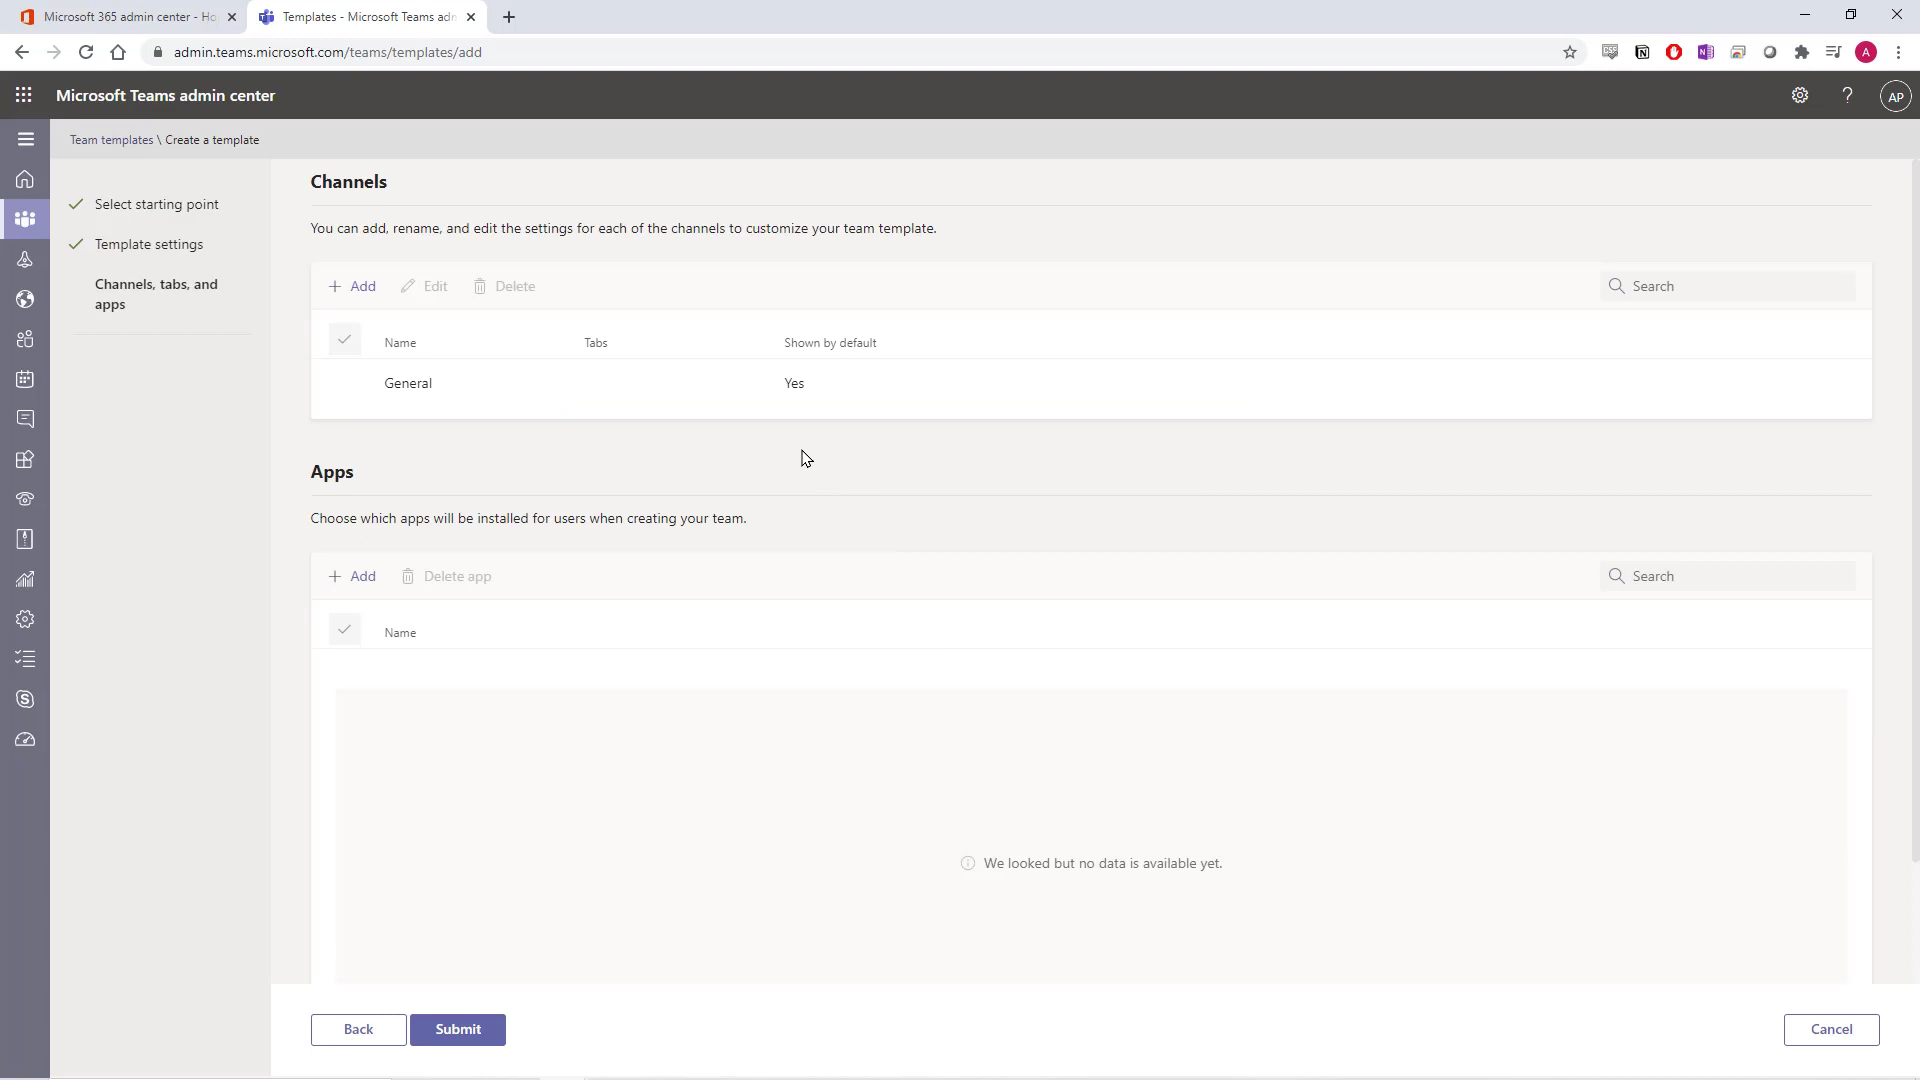 Microsoft 365 admin center - Ho
Templates - Microsoft Teams adm
admin.teams.microsoft.com/teams/templates/add
A
Microsoft Teams admin center
?
AP
Team templates \ Create a template
Select starting point
Template settings
Channels, tabs, and
apps
Channels
You can add, rename, and edit the settings for each of the channels to customize your team template.
Add Edit Delete Search
Name Tabs Shown by default
General Yes
Apps
Choose which apps will be installed for users when creating your team.
Add Delete app Search
Name
We looked but no data is available yet.
Back Submit Cancel